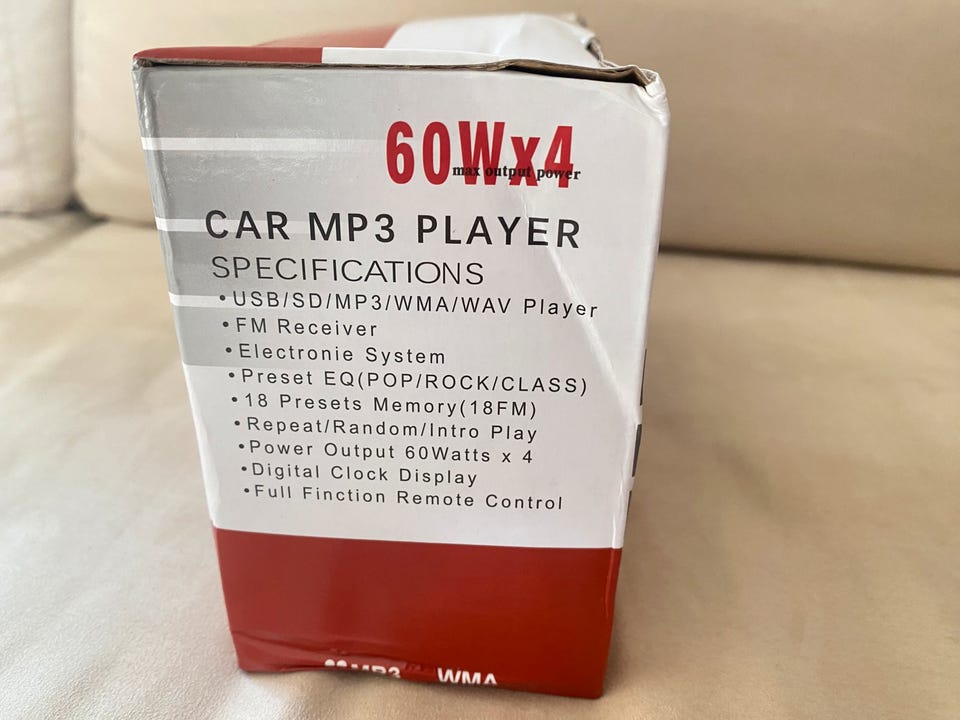 60Wx4
max output power
CAR MP3 PLAYER
SPECIFICATIONS
•USB/SD/MP3/WMA/WAV Player
•FM Receiver
•Electronie System
•Preset EQ(POP/ROCK/CLASS)
•18 Presets Memory(18FM)
•Repeat/Random/Intro Play
•Power Output 60Watts x 4
•Digital Clock Display
•Full Finction Remote Control
MP3 WMA